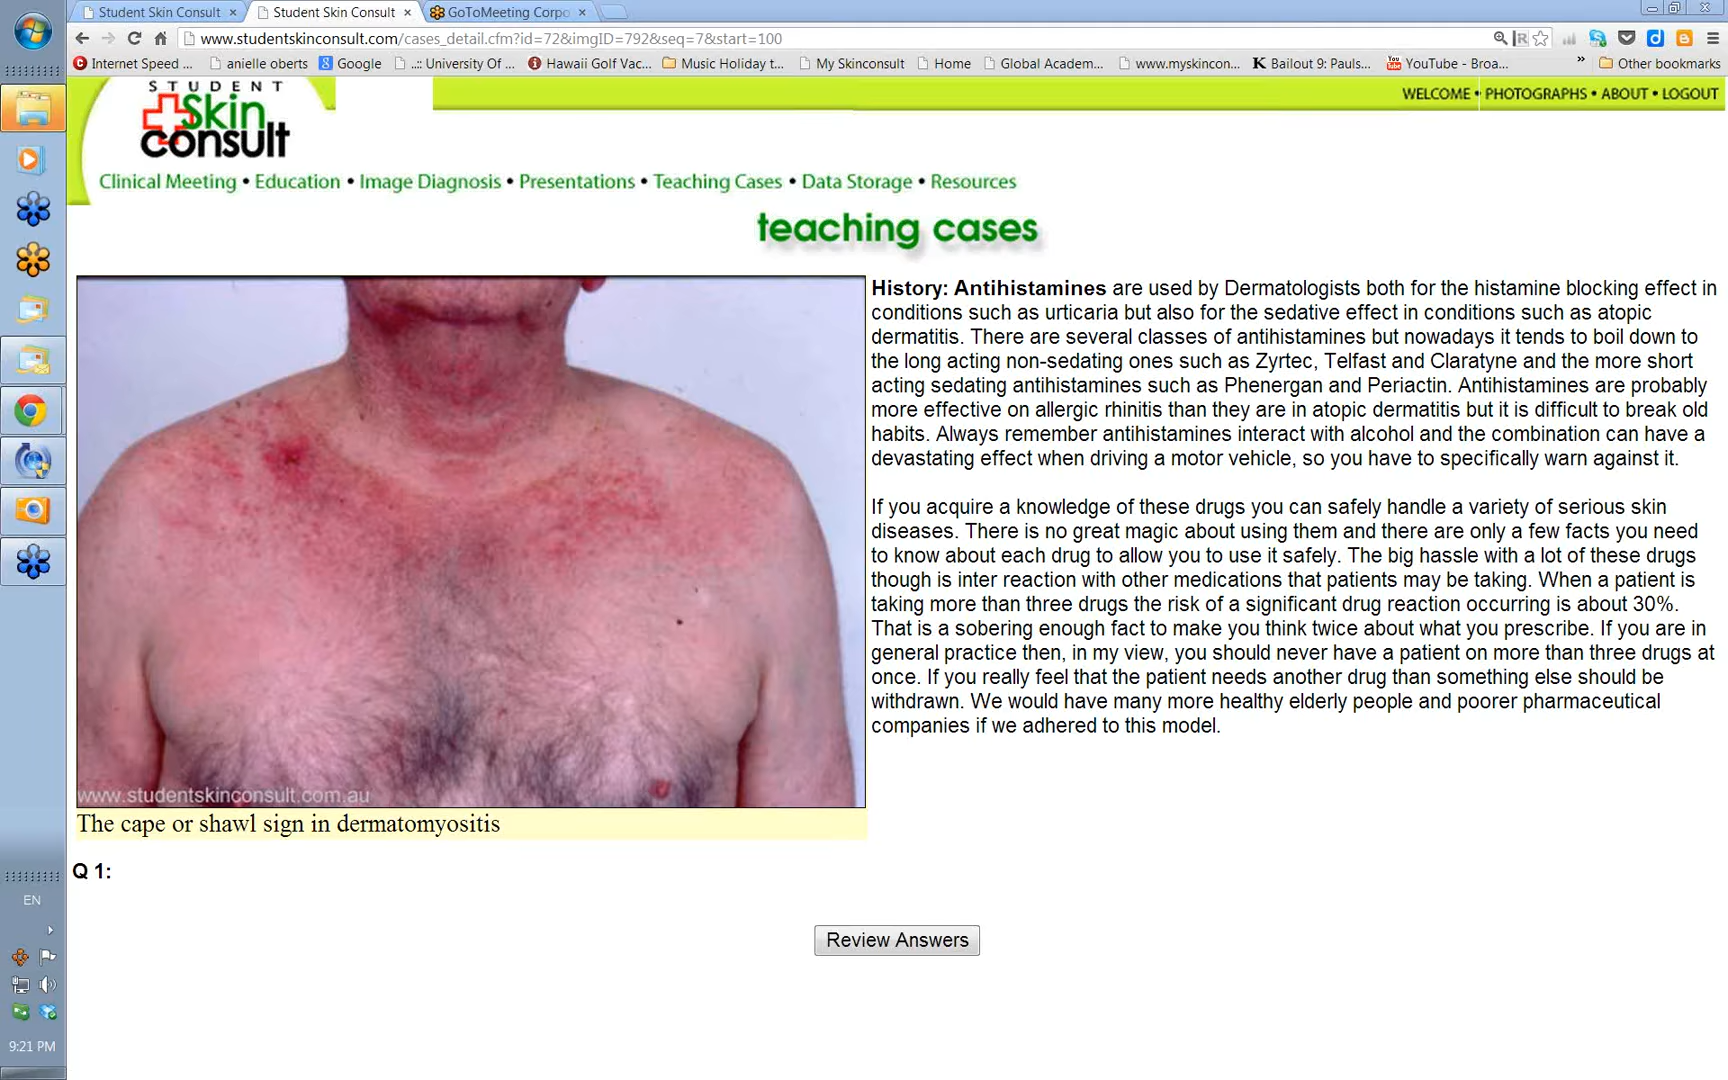 Student Skin Consult
Student Skin Consult
GoToMeeting Corpo
www.studentskinconsult.com/cases_detail.cfm?id=72&imgID=792&seq=7&start=100
Internet Speed ...
anielle oberts
Google
..:: University Of ...
Hawaii Golf Vac...
Music Holiday t...
My Skinconsult
Home
Global Academ...
www.myskincon...
Bailout 9: Pauls...
YouTube - Broa...
»
Other bookmarks
WELCOME • PHOTOGRAPHS • ABOUT • LOGOUT
STUDENT
Skin
consult
Clinical Meeting • Education • Image Diagnosis • Presentations • Teaching Cases • Data Storage • Resources
teaching cases
History: Antihistamines are used by Dermatologists both for the histamine blocking effect in
conditions such as urticaria but also for the sedative effect in conditions such as atopic
dermatitis. There are several classes of antihistamines but nowadays it tends to boil down to
the long acting non-sedating ones such as Zyrtec, Telfast and Claratyne and the more short
acting sedating antihistamines such as Phenergan and Periactin. Antihistamines are probably
more effective on allergic rhinitis than they are in atopic dermatitis but it is difficult to break old
habits. Always remember antihistamines interact with alcohol and the combination can have a
devastating effect when driving a motor vehicle, so you have to specifically warn against it.
If you acquire a knowledge of these drugs you can safely handle a variety of serious skin
diseases. There is no great magic about using them and there are only a few facts you need
to know about each drug to allow you to use it safely. The big hassle with a lot of these drugs
though is inter reaction with other medications that patients may be taking. When a patient is
taking more than three drugs the risk of a significant drug reaction occurring is about 30%.
That is a sobering enough fact to make you think twice about what you prescribe. If you are in
general practice then, in my view, you should never have a patient on more than three drugs at
once. If you really feel that the patient needs another drug than something else should be
withdrawn. We would have many more healthy elderly people and poorer pharmaceutical
companies if we adhered to this model.
www.studentskinconsult.com.au
The cape or shawl sign in dermatomyositis
Q 1:
Review Answers
EN
9:21 PM